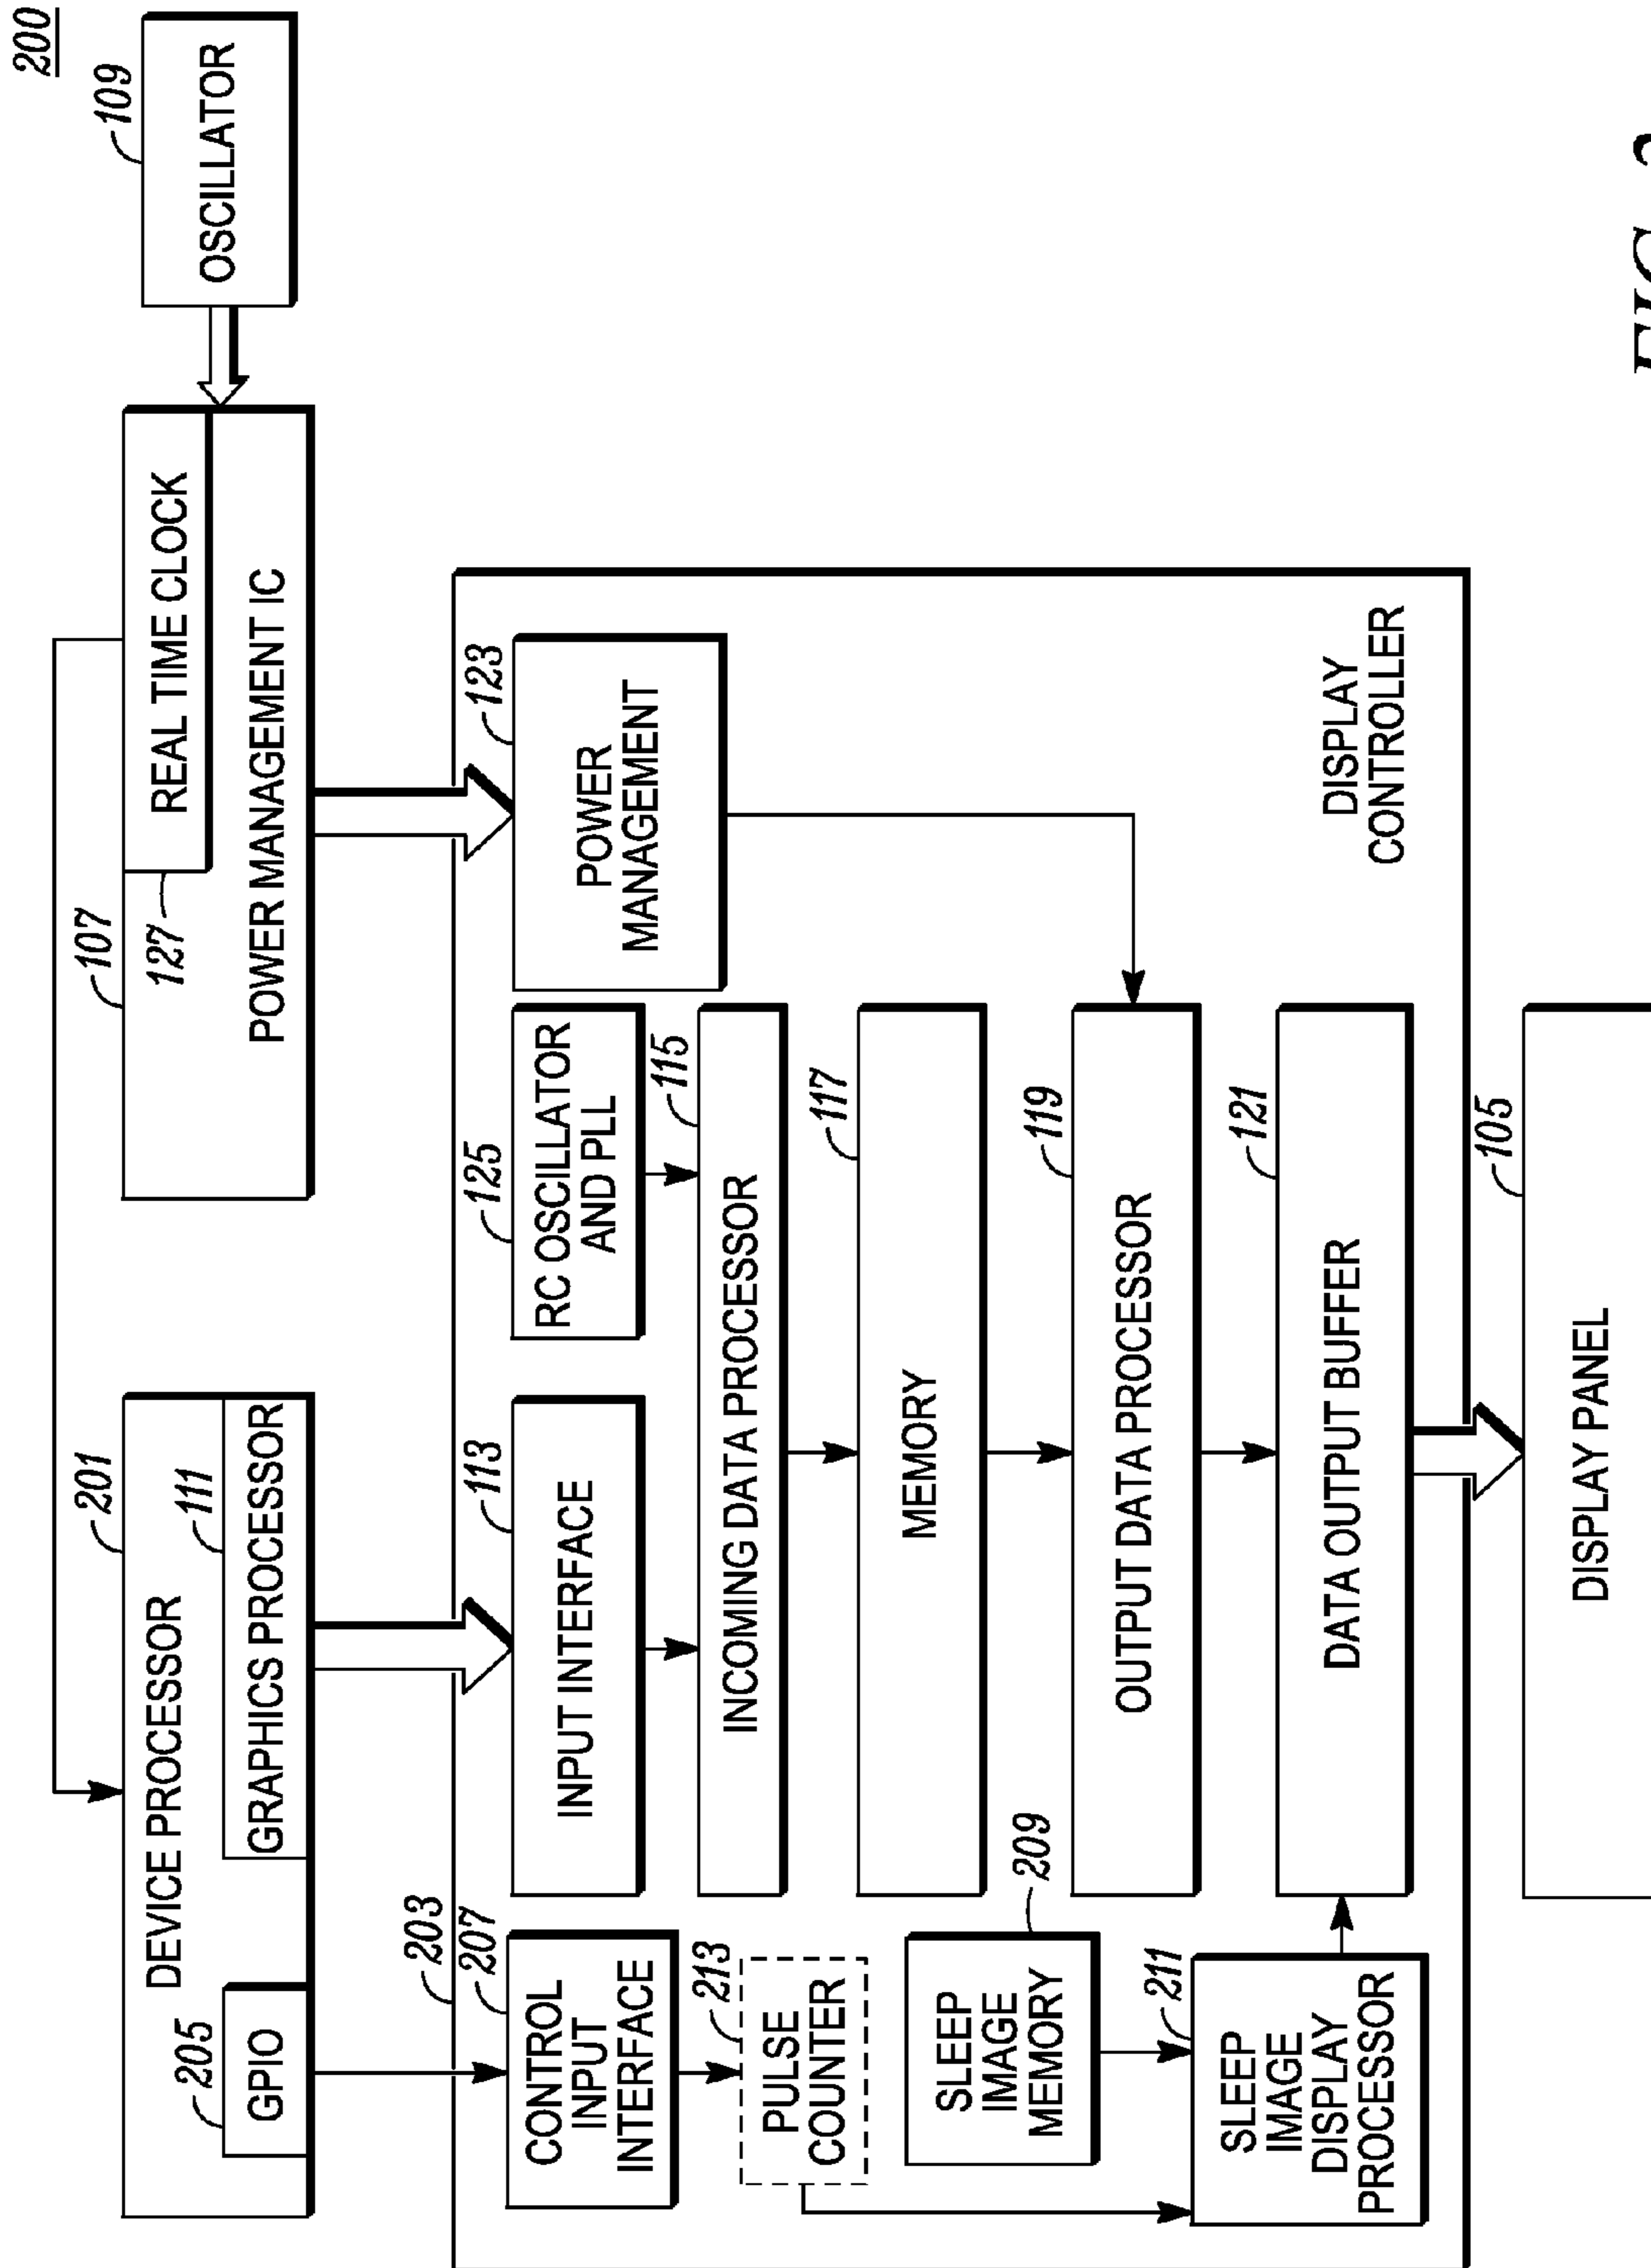 200
OSCILLATOR
109
107
REAL TIME CLOCK
127
POWER MANAGEMENT IC
201
DEVICE PROCESSOR
111
GRAPHICS PROCESSOR
205
GPIO
203
207
CONTROL
INPUT
INTERFACE
113
INPUT INTERFACE
125
RC OSCILLATOR
AND PLL
123
POWER
MANAGEMENT
213
PULSE
COUNTER
115
INCOMING DATA PROCESSOR
117
MEMORY
209
SLEEP
IMAGE
MEMORY
119
OUTPUT DATA PROCESSOR
211
SLEEP
IMAGE
DISPLAY
PROCESSOR
121
DATA OUTPUT BUFFER
DISPLAY
CONTROLLER
105
DISPLAY PANEL